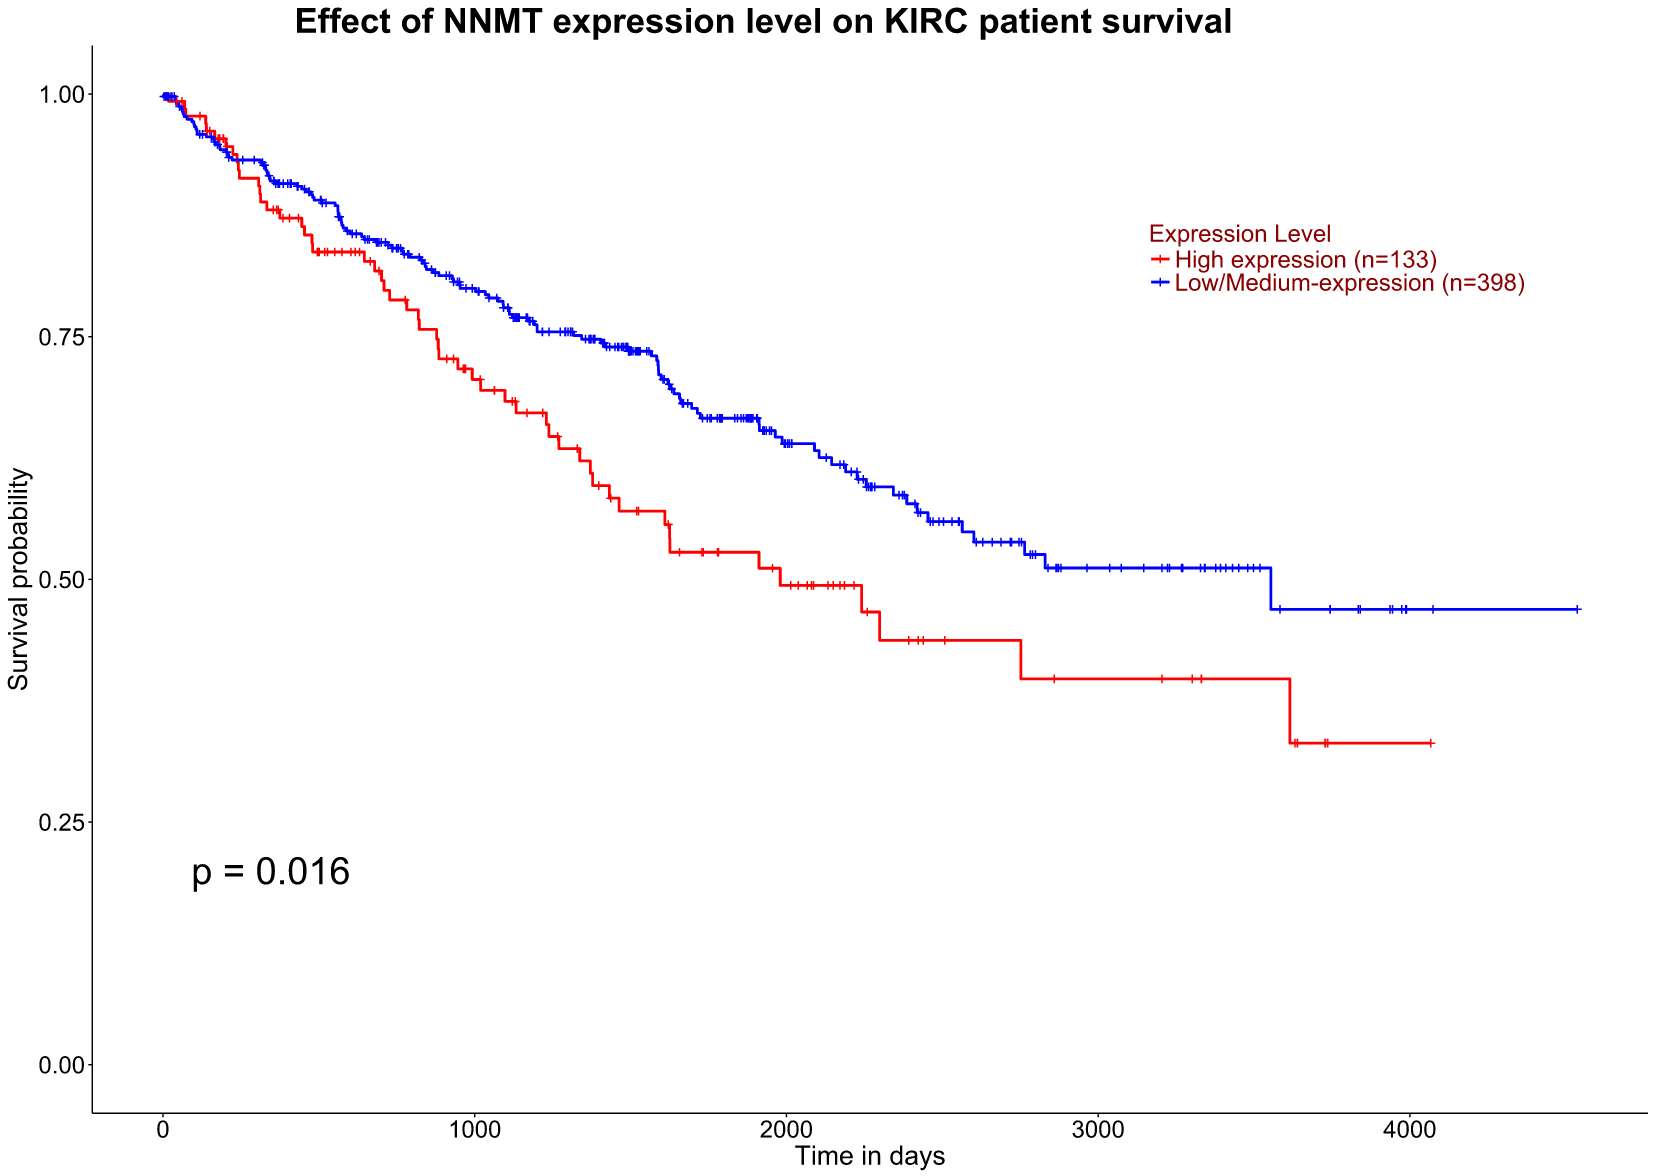 Effect of NNMT expression level on KIRC patient survival
1.00
0.75
0.50
0.25
0.00
Survival probability
Expression Level
High expression (n=133)
Low/Medium-expression (n=398)
p = 0.016
0 1000 2000 3000 4000
Time in days